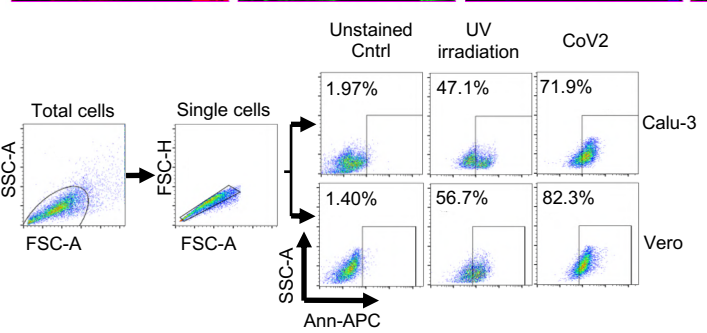 Unstained
Cntrl
UV
irradiation
CoV2
Total cells
Single cells
SSC-A
FSC-A
FSC-H
FSC-A
1.97%
47.1%
71.9%
Calu-3
1.40%
56.7%
82.3%
Vero
SSC-A
Ann-APC